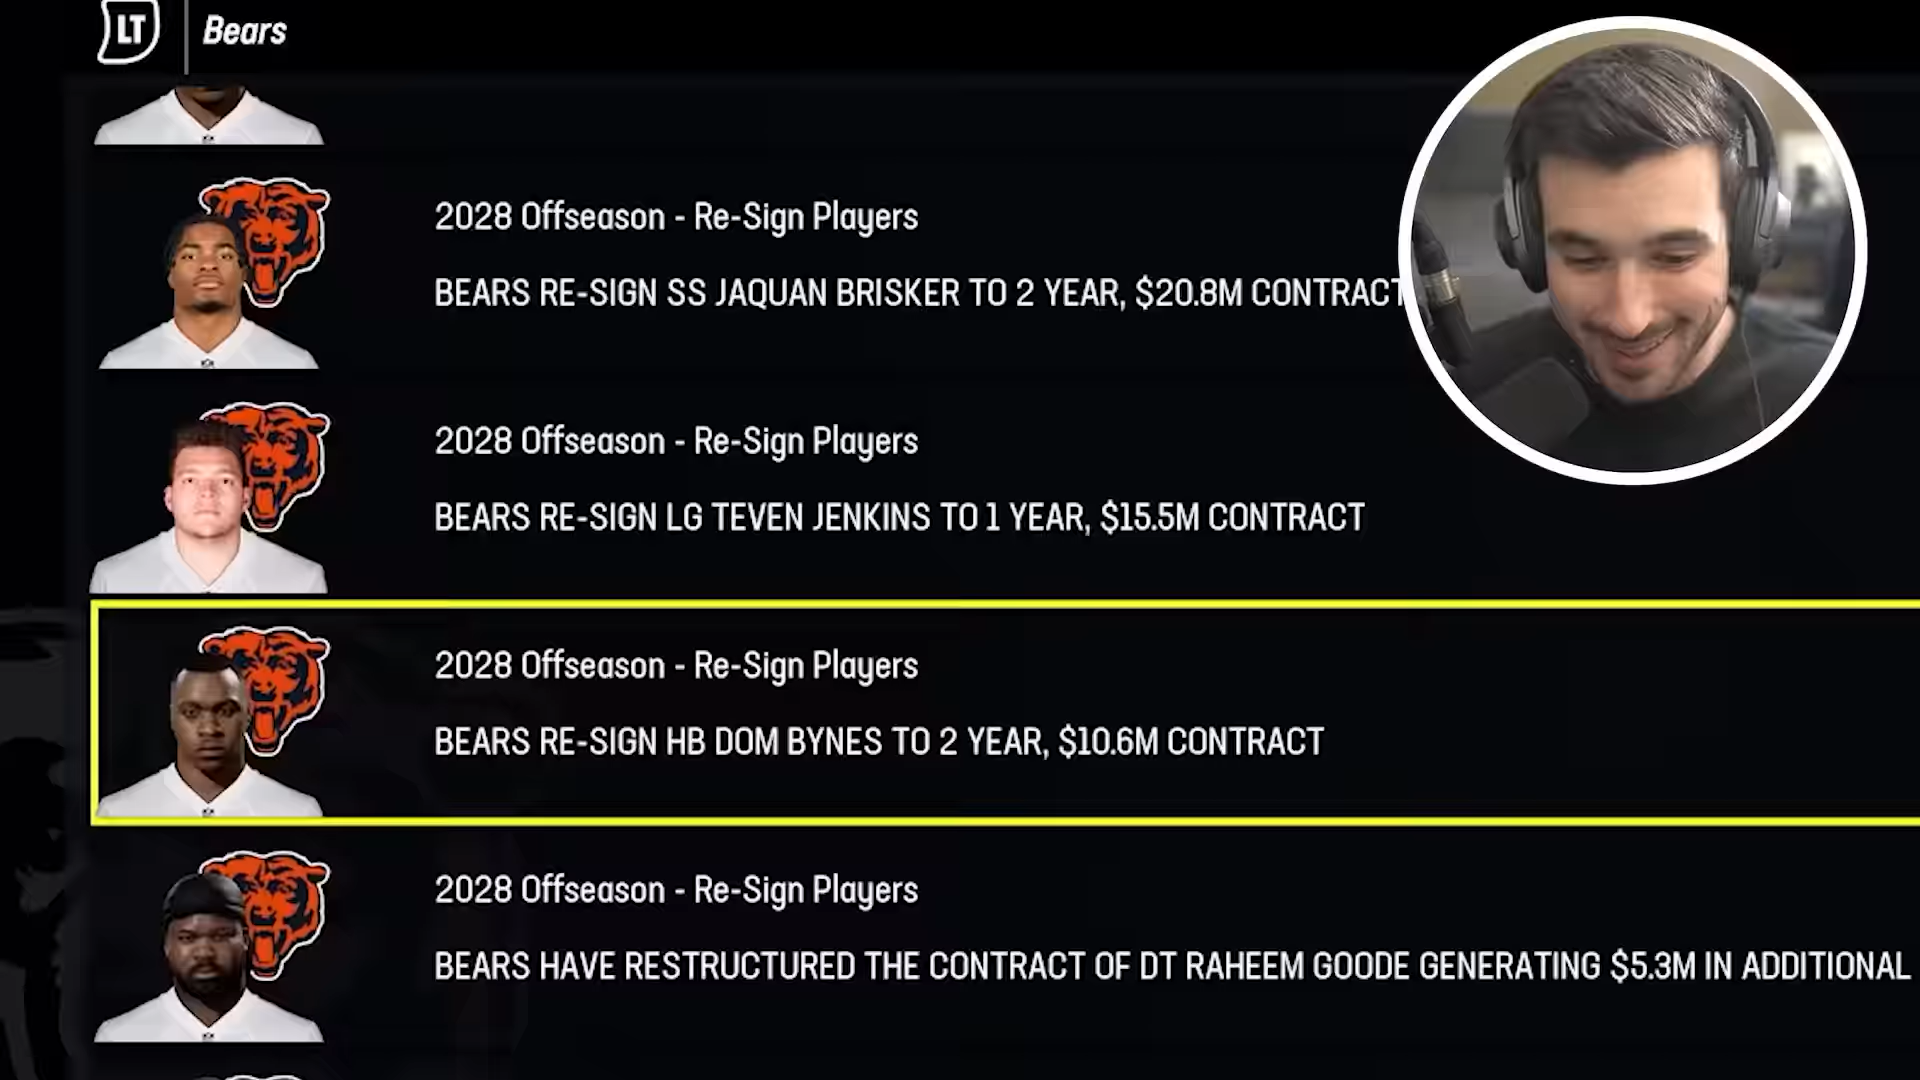 LT
Bears
2028 Offseason - Re-Sign Players
BEARS RE-SIGN SS JAQUAN BRISKER TO 2 YEAR, $20.8M CONTRACT
2028 Offseason - Re-Sign Players
BEARS RE-SIGN LG TEVEN JENKINS TO 1 YEAR, $15.5M CONTRACT
2028 Offseason - Re-Sign Players
BEARS RE-SIGN HB DOM BYNES TO 2 YEAR, $10.6M CONTRACT
2028 Offseason - Re-Sign Players
BEARS HAVE RESTRUCTURED THE CONTRACT OF DT RAHEEM GOODE GENERATING $5.3M IN ADDITIONAL